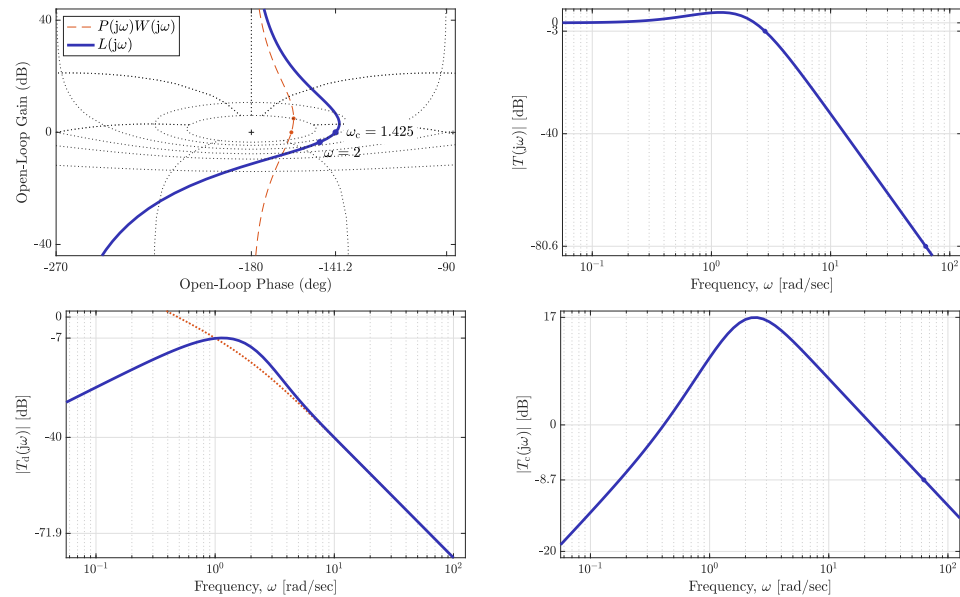 40
0
-40
-270
-180
-141.2
-90
Open-Loop Phase (deg)
Open-Loop Gain (dB)
P(jω)W(jω)
L(jω)
ω_c = 1.425
ω = 2
0
-3
-40
-80.6
10^-1
10^0
10^1
10^2
Frequency, ω [rad/sec]
|T(jω)| [dB]
0
-7
-40
-71.9
10^-1
10^0
10^1
10^2
Frequency, ω [rad/sec]
|T_d(jω)| [dB]
17
0
-8.7
-20
10^-1
10^0
10^1
10^2
Frequency, ω [rad/sec]
|T_c(jω)| [dB]